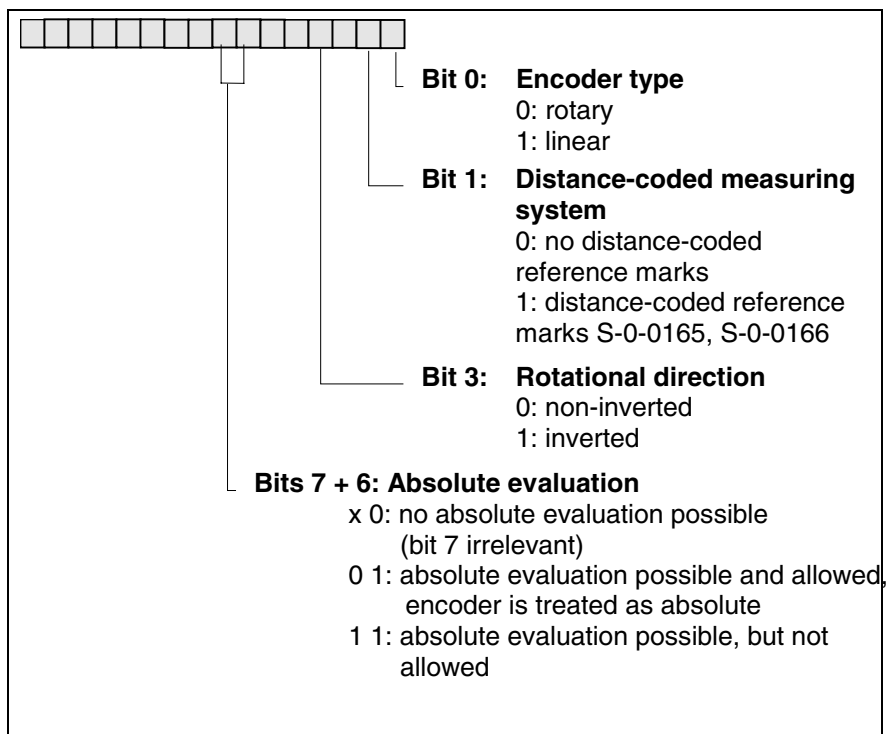 Bit 0: Encoder type
0: rotary
1: linear
Bit 1: Distance-coded measuring
system
0: no distance-coded
reference marks
1: distance-coded reference
marks S-0-0165, S-0-0166
Bit 3: Rotational direction
0: non-inverted
1: inverted
Bits 7 + 6: Absolute evaluation
x 0: no absolute evaluation possible
(bit 7 irrelevant)
0 1: absolute evaluation possible and allowed,
encoder is treated as absolute
1 1: absolute evaluation possible, but not
allowed